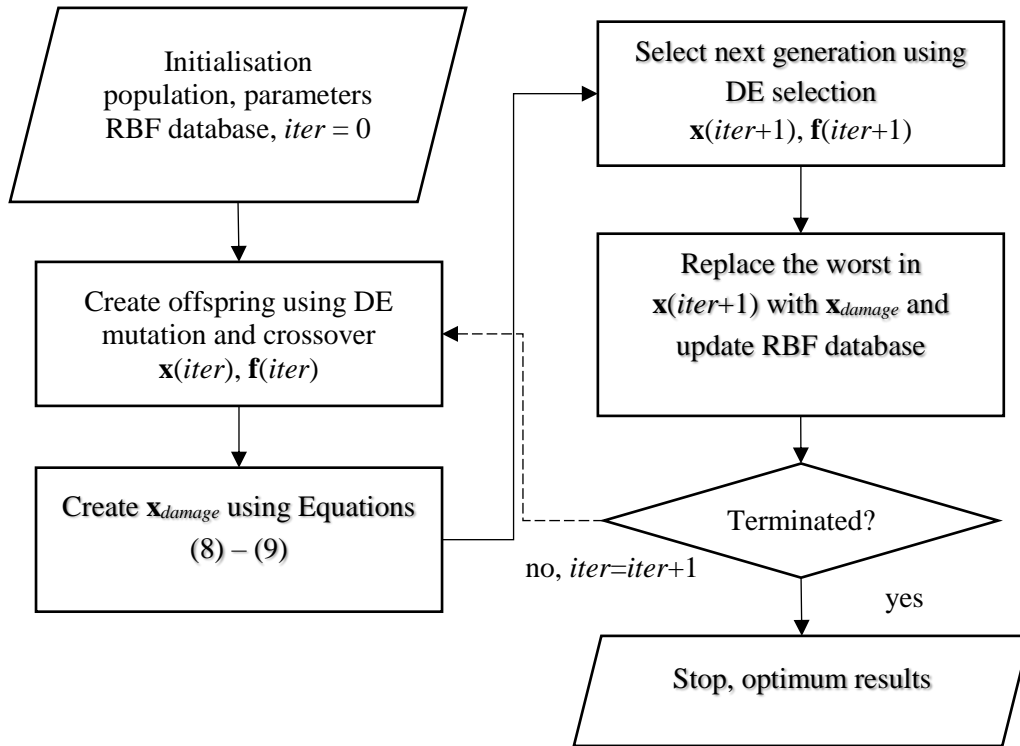 Initialisation
population, parameters
RBF database, iter = 0
Create offspring using DE
mutation and crossover
x(iter), f(iter)
Create x_damage using Equations
(8) – (9)
Select next generation using
DE selection
x(iter+1), f(iter+1)
Replace the worst in
x(iter+1) with x_damage and
update RBF database
Terminated?
no, iter=iter+1
yes
Stop, optimum results